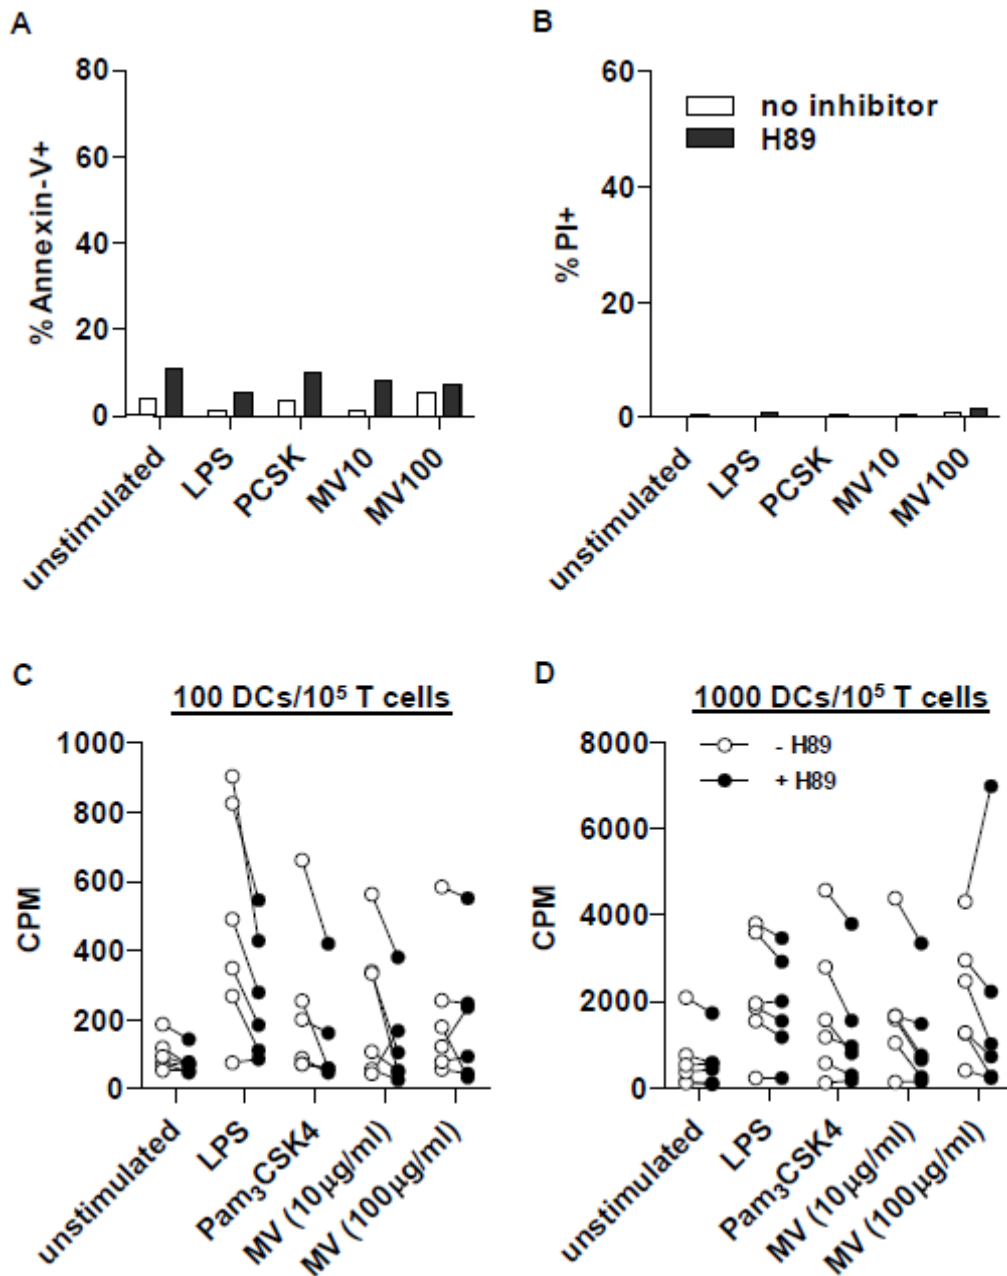 A
80
60
40
20
0
% Annexin-V+
unstimulated
LPS
PCSK
MV10
MV100
B
60
40
20
0
% PI+
no inhibitor
H89
unstimulated
LPS
PCSK
MV10
MV100
C
100 DCs/10⁵ T cells
1000
800
600
400
200
0
CPM
unstimulated
LPS
Pam₃CSK4
MV (10µg/ml)
MV (100µg/ml)
D
1000 DCs/10⁵ T cells
- H89
+ H89
8000
6000
4000
2000
0
CPM
unstimulated
LPS
Pam₃CSK4
MV (10µg/ml)
MV (100µg/ml)